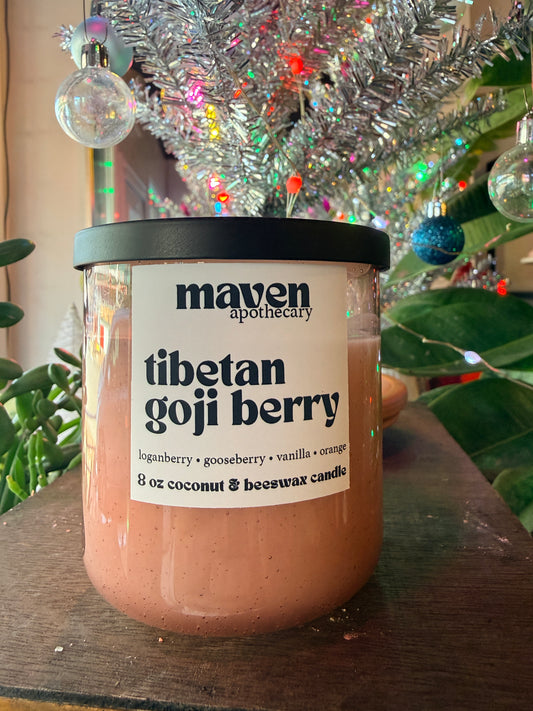 maven
apothecary
tibetan
goji berry
loganberry • gooseberry • vanilla • orange
8 oz coconut & beeswax candle